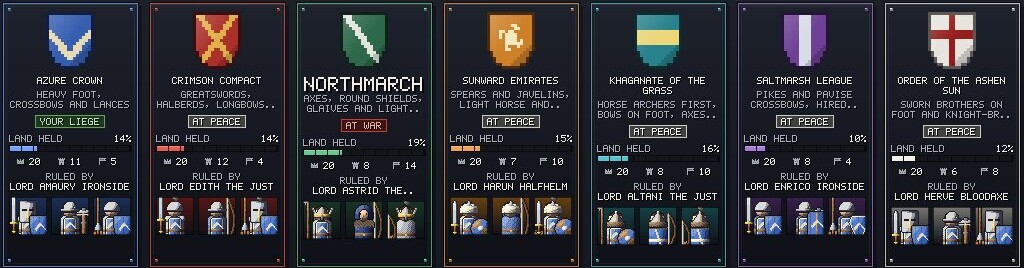 AZURE CROWN
HEAVY FOOT,
CROSSBOWS AND LANCES
YOUR LIEGE
LAND HELD 14%
20 11 5
RULED BY
LORD AMAURY IRONSIDE
CRIMSON COMPACT
GREATSWORDS,
HALBERDS, LONGBOWS..
AT PEACE
LAND HELD 14%
20 12 4
RULED BY
LORD EDITH THE JUST
NORTHMARCH
AXES, ROUND SHIELDS,
GLAIVES AND LIGHT..
AT WAR
LAND HELD 19%
20 8 14
RULED BY
LORD ASTRID THE..
SUNWARD EMIRATES
SPEARS AND JAVELINS,
LIGHT HORSE AND..
AT PEACE
LAND HELD 15%
20 7 10
RULED BY
LORD HARUN HALFHELM
KHAGANATE OF THE
GRASS
HORSE ARCHERS FIRST,
BOWS ON FOOT, AXES..
AT PEACE
LAND HELD 16%
20 8 10
RULED BY
LORD ALTANI THE JUST
SALTMARSH LEAGUE
PIKES AND PAVISE
CROSSBOWS, HIRED..
AT PEACE
LAND HELD 10%
20 8 4
RULED BY
LORD ENRICO IRONSIDE
ORDER OF THE ASHEN
SUN
SWORN BROTHERS ON
FOOT AND KNIGHT-BR..
AT PEACE
LAND HELD 12%
20 6 8
RULED BY
LORD HERVE BLOODAXE